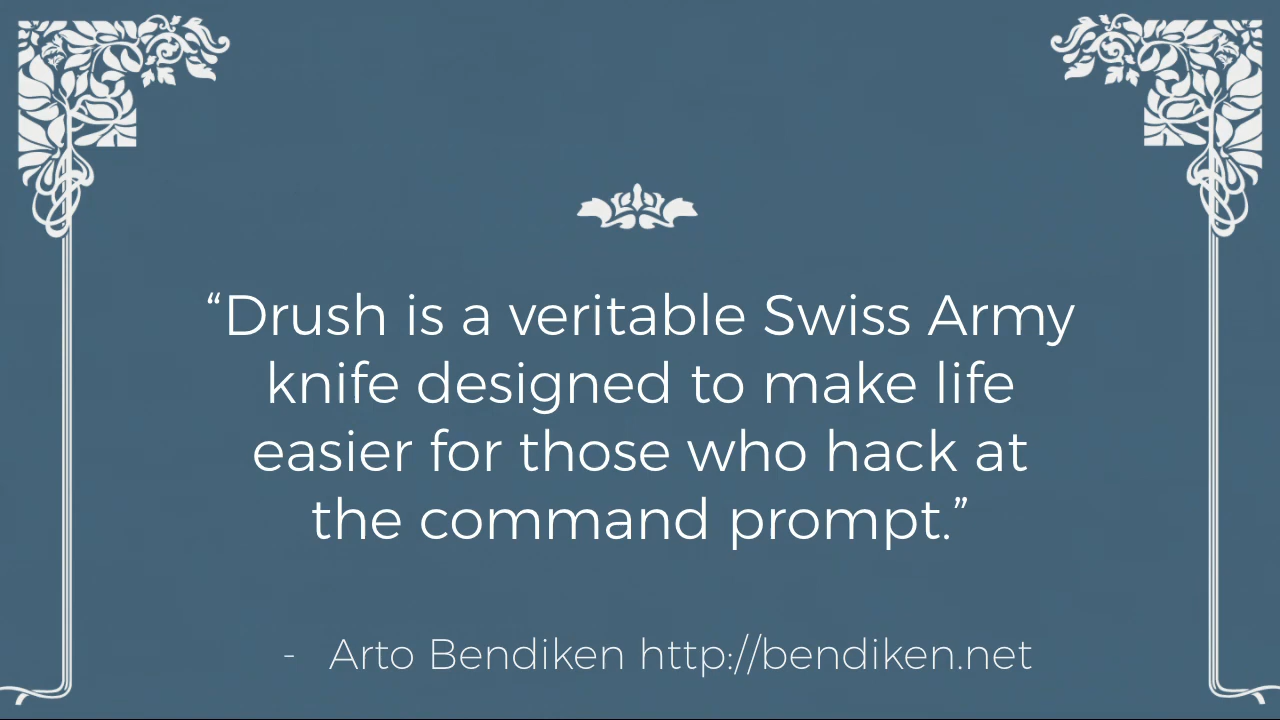 “Drush is a veritable Swiss Army
knife designed to make life
easier for those who hack at
the command prompt.”
- Arto Bendiken http://bendiken.net